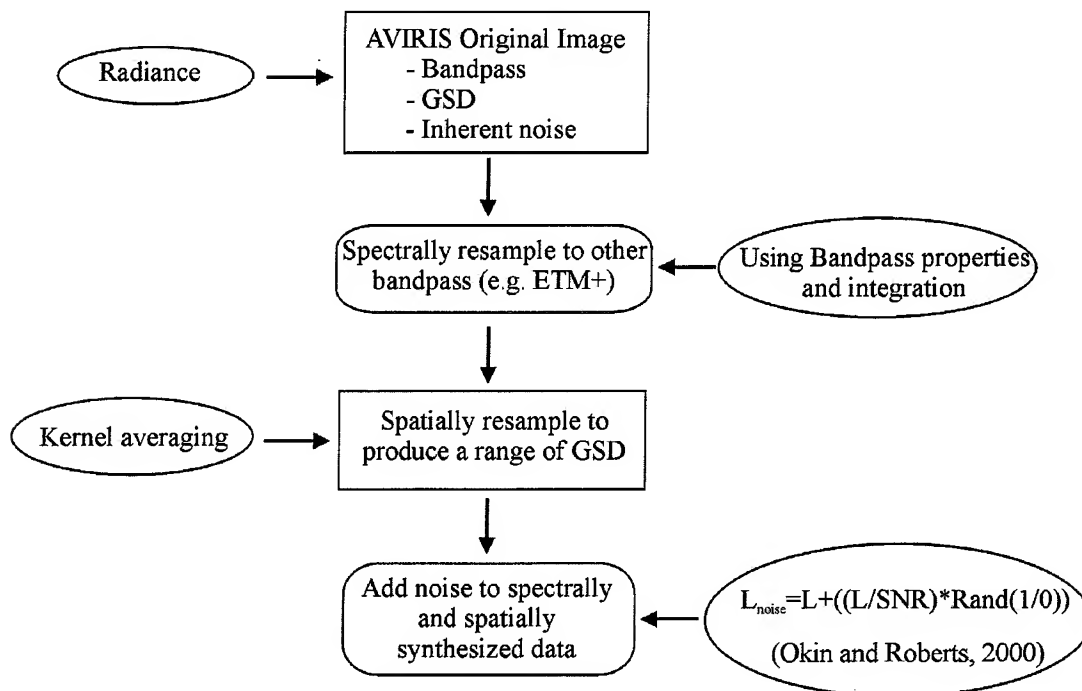 Radiance
AVIRIS Original Image
- Bandpass
- GSD
- Inherent noise
Spectrally resample to other
bandpass (e.g. ETM+)
Using Bandpass properties
and integration
Kernel averaging
Spatially resample to
produce a range of GSD
Add noise to spectrally
and spatially
synthesized data
Lnoise=L+((L/SNR)*Rand(1/0))
(Okin and Roberts, 2000)